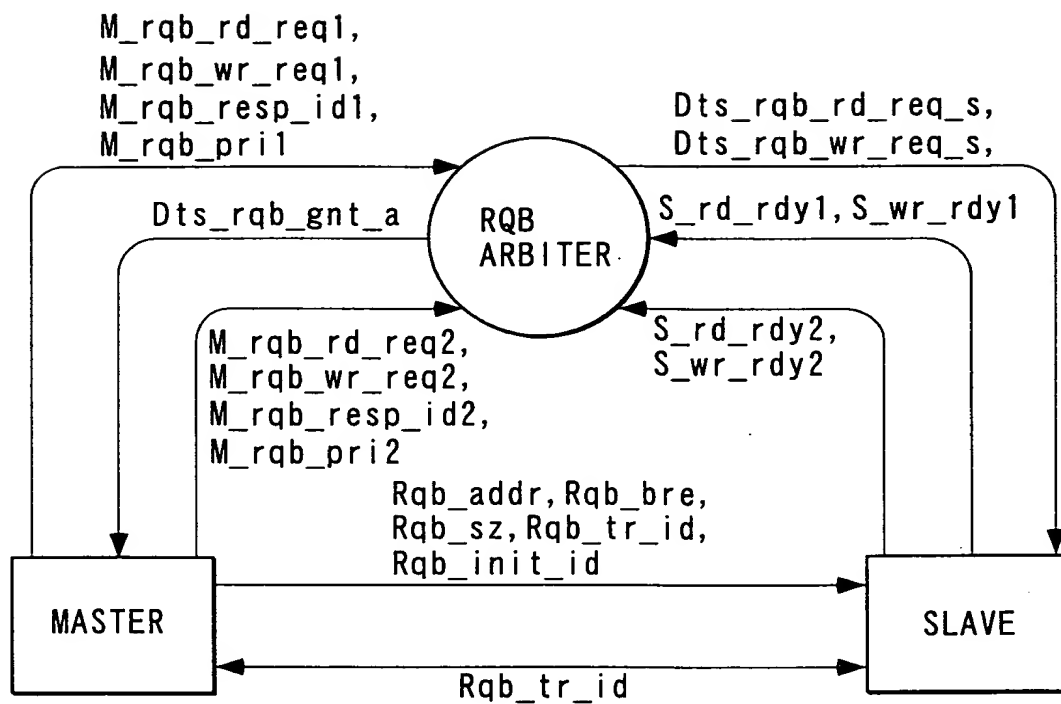 M_rqb_rd_req1,
M_rqb_wr_req1,
M_rqb_resp_id1,
M_rqb_pri1
Dts_rqb_rd_req_s,
Dts_rqb_wr_req_s,
Dts_rqb_gnt_a
RQB
ARBITER
S_rd_rdy1, S_wr_rdy1
M_rqb_rd_req2,
M_rqb_wr_req2,
M_rqb_resp_id2,
M_rqb_pri2
S_rd_rdy2,
S_wr_rdy2
Rqb_addr, Rqb_bre,
Rqb_sz, Rqb_tr_id,
Rqb_init_id
MASTER
SLAVE
Rqb_tr_id